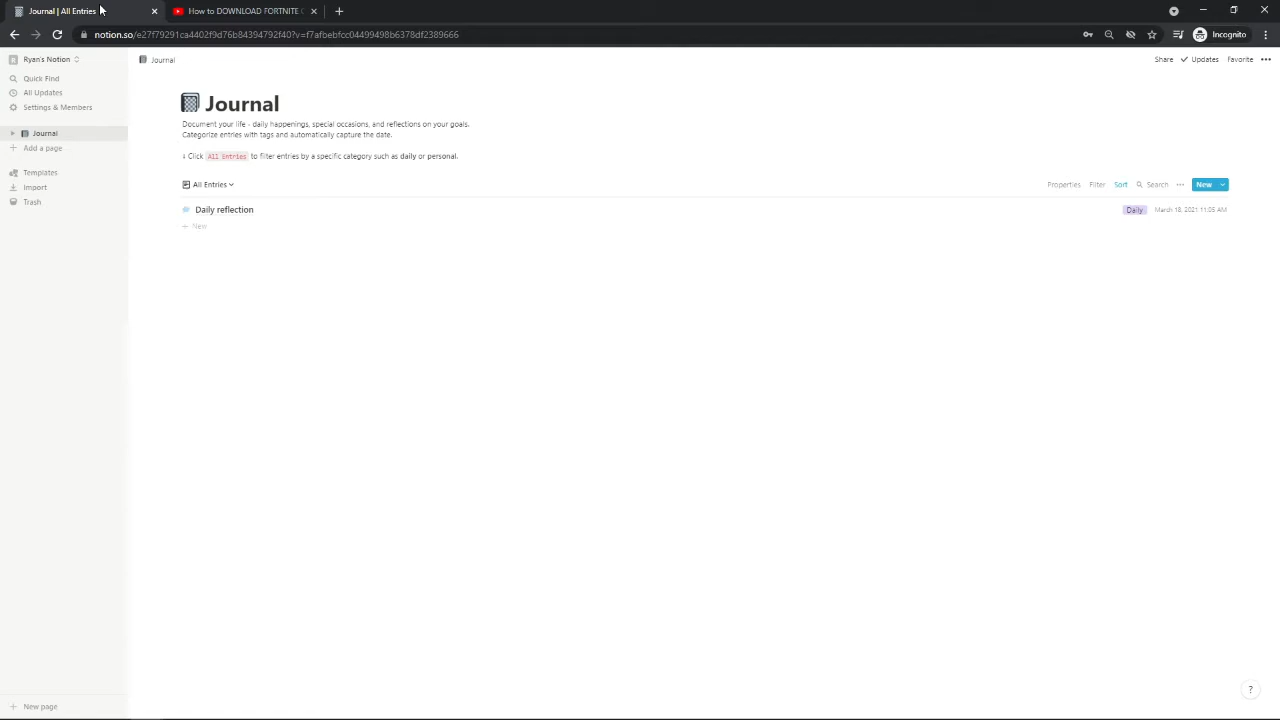 Journal | All Entries
How to DOWNLOAD FORTNITE
notion.so/e27f79291ca4402f9d76b84394792f40?v=f7afbebfcc04499498b6378df2389666
Incognito
Ryan's Notion
Journal
Share
Updates
Favorite
Quick Find
All Updates
Settings & Members
Journal
Add a page
Templates
Import
Trash
Journal
Document your life - daily happenings, special occasions, and reflections on your goals.
Categorize entries with tags and automatically capture the date.
↓ Click All Entries to filter entries by a specific category such as daily or personal.
All Entries
Properties Filter Sort Search New
Daily reflection
Daily March 18, 2021 11:05 AM
New
New page
?